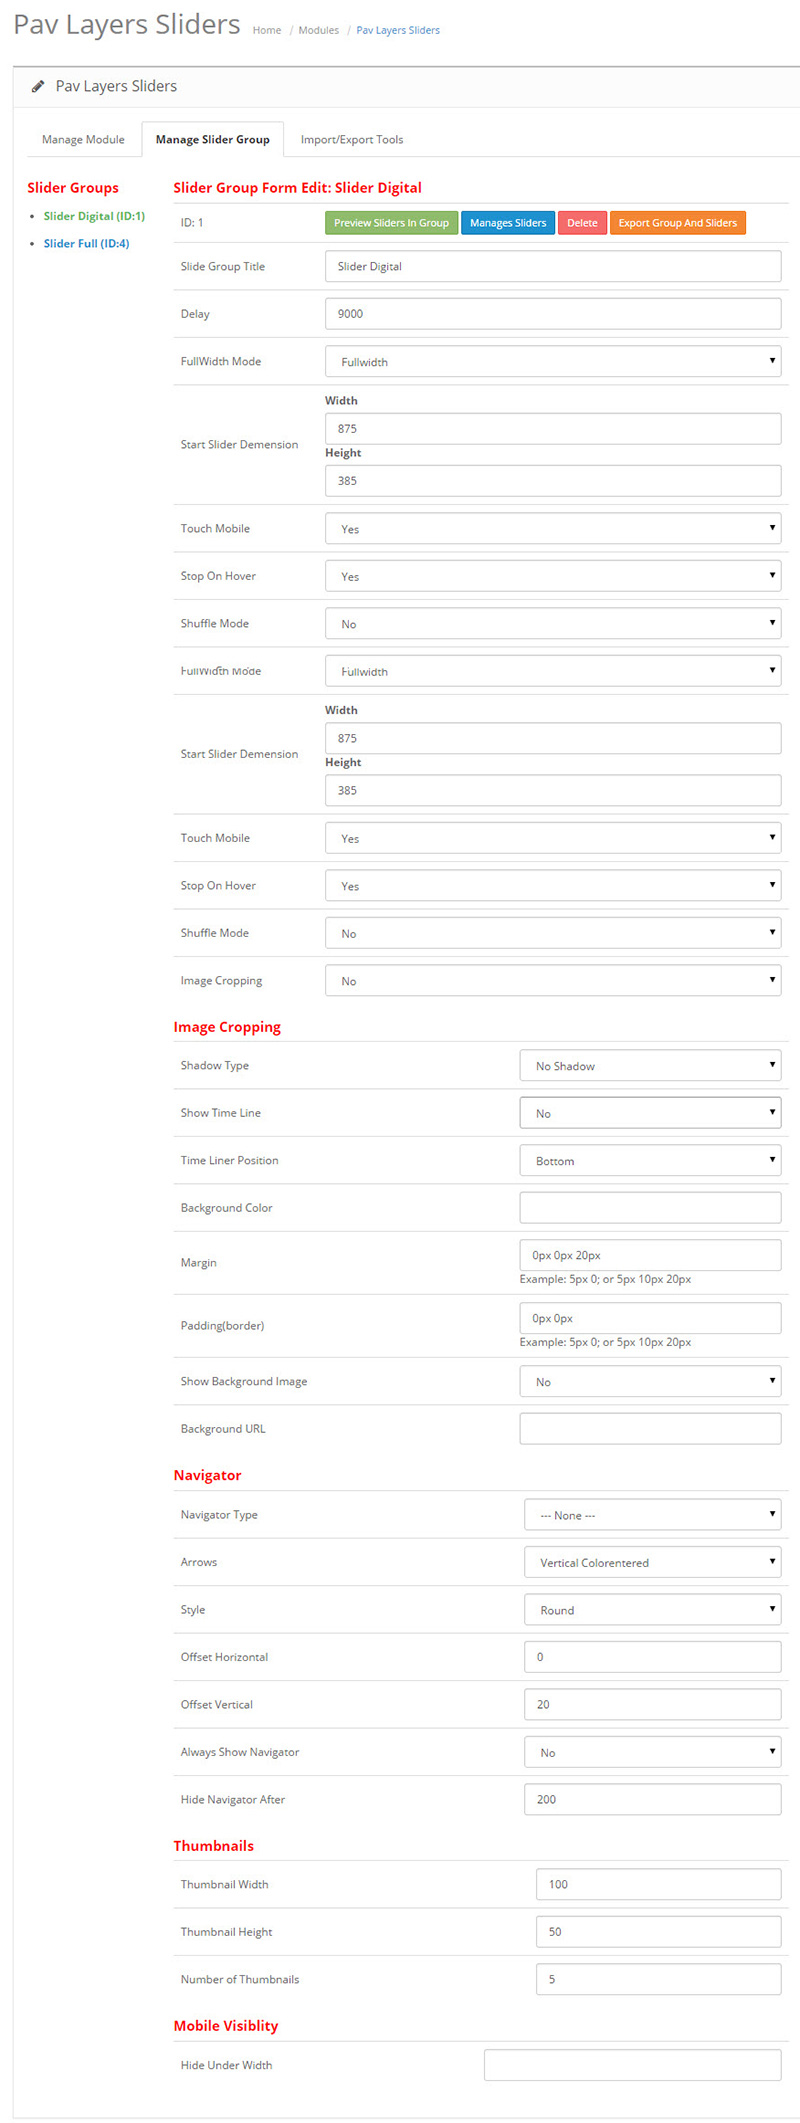 Pav Layers Sliders Home / Modules / Pav Layers Sliders
Pav Layers Sliders
Manage Module Manage Slider Group Import/Export Tools
Slider Groups
• Slider Digital (ID:1)
• Slider Full (ID:4)
Slider Group Form Edit: Slider Digital
ID: 1 Preview Sliders In Group Manages Sliders Delete Export Group And Sliders
Slide Group Title Slider Digital
Delay 9000
FullWidth Mode Fullwidth
Start Slider Demension
Width
875
Height
385
Touch Mobile Yes
Stop On Hover Yes
Shuffle Mode No
FullWidth Mode Fullwidth
Start Slider Demension
Width
875
Height
385
Touch Mobile Yes
Stop On Hover Yes
Shuffle Mode No
Image Cropping No
Image Cropping
Shadow Type No Shadow
Show Time Line No
Time Liner Position Bottom
Background Color
Margin 0px 0px 20px
Example: 5px 0; or 5px 10px 20px
Padding(border) 0px 0px
Example: 5px 0; or 5px 10px 20px
Show Background Image No
Background URL
Navigator
Navigator Type --- None ---
Arrows Vertical Colorentered
Style Round
Offset Horizontal 0
Offset Vertical 20
Always Show Navigator No
Hide Navigator After 200
Thumbnails
Thumbnail Width 100
Thumbnail Height 50
Number of Thumbnails 5
Mobile Visiblity
Hide Under Width